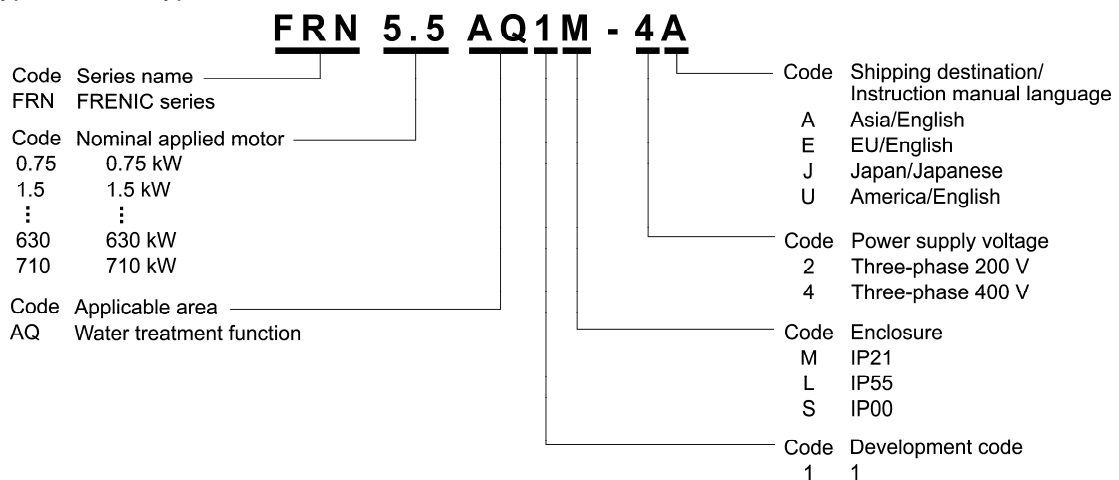 FRN 5.5 AQ1M - 4A
Code Series name
FRN FRENIC series
Code Nominal applied motor
0.75 0.75 kW
1.5 1.5 kW
⋮ ⋮
630 630 kW
710 710 kW
Code Applicable area
AQ Water treatment function
Code Shipping destination/
Instruction manual language
A Asia/English
E EU/English
J Japan/Japanese
U America/English
Code Power supply voltage
2 Three-phase 200 V
4 Three-phase 400 V
Code Enclosure
M IP21
L IP55
S IP00
Code Development code
1 1